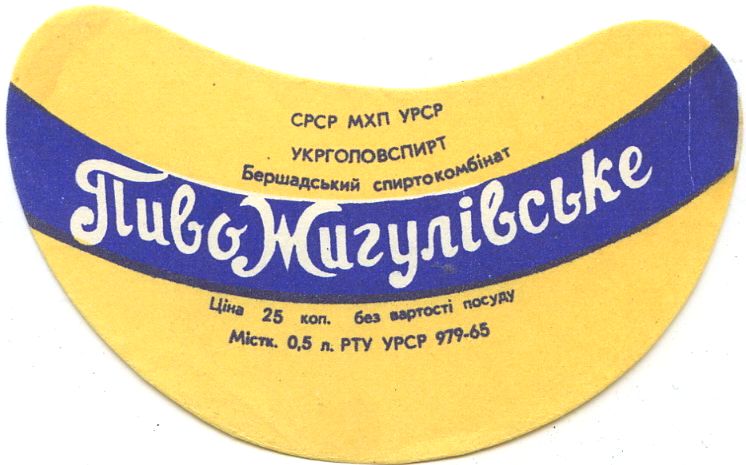 СРСР МХП УРСР
УКРГОЛОВСПИРТ
Бершадський спиртокомбінат
Пиво Жигулівське
Ціна 25 коп. без вартості посуду
Містк. 0,5 л. РТУ УРСР 979-65